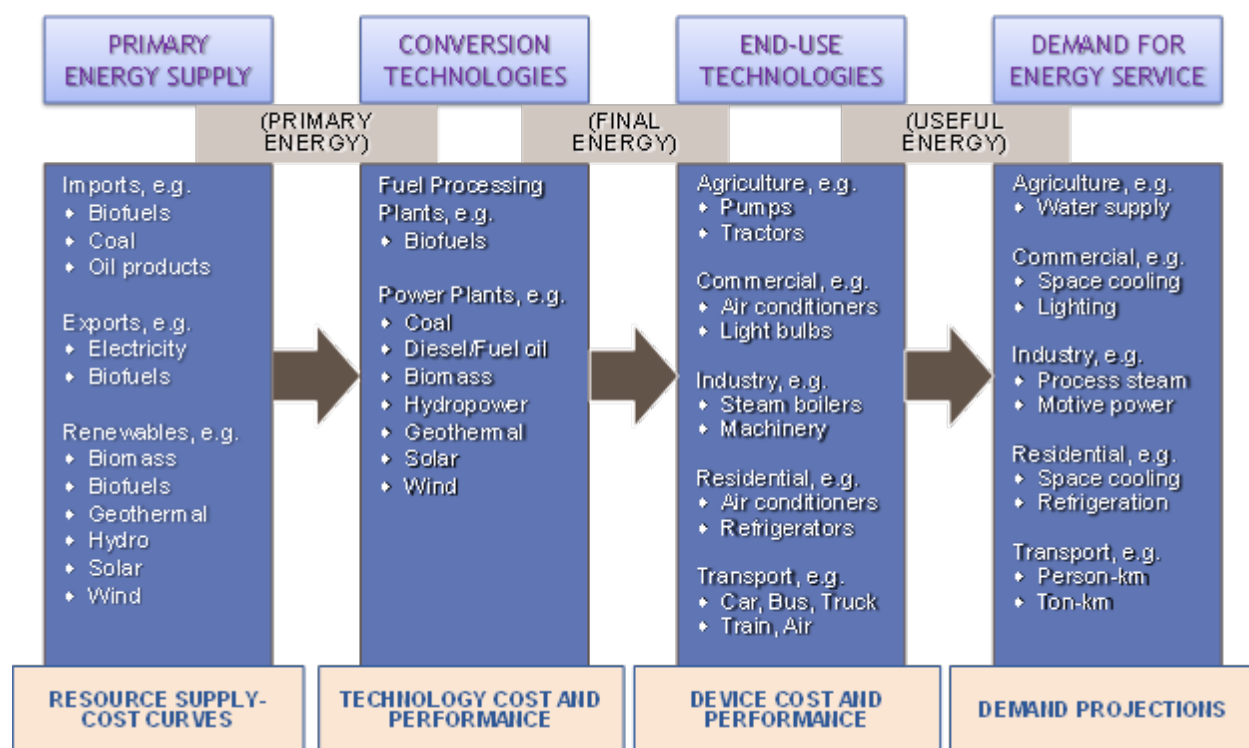 PRIMARY
ENERGY SUPPLY
CONVERSION
TECHNOLOGIES
END-USE
TECHNOLOGIES
DEMAND FOR
ENERGY SERVICE
(PRIMARY
ENERGY)
(FINAL
ENERGY)
(USEFUL
ENERGY)
Imports, e.g.
Biofuels
Coal
Oil products
Exports, e.g.
Electricity
Biofuels
Renewables, e.g.
Biomass
Biofuels
Geothermal
Hydro
Solar
Wind
Fuel Processing
Plants, e.g.
Biofuels
Power Plants, e.g.
Coal
Diesel/Fuel oil
Biomass
Hydropower
Geothermal
Solar
Wind
Agriculture, e.g.
Pumps
Tractors
Commercial, e.g.
Air conditioners
Light bulbs
Industry, e.g.
Steam boilers
Machinery
Residential, e.g.
Air conditioners
Refrigerators
Transport, e.g.
Car, Bus, Truck
Train, Air
Agriculture, e.g.
Water supply
Commercial, e.g.
Space cooling
Lighting
Industry, e.g.
Process steam
Motive power
Residential, e.g.
Space cooling
Refrigeration
Transport, e.g.
Person-km
Ton-km
RESOURCE SUPPLY-
COST CURVES
TECHNOLOGY COST AND
PERFORMANCE
DEVICE COST AND
PERFORMANCE
DEMAND PROJECTIONS